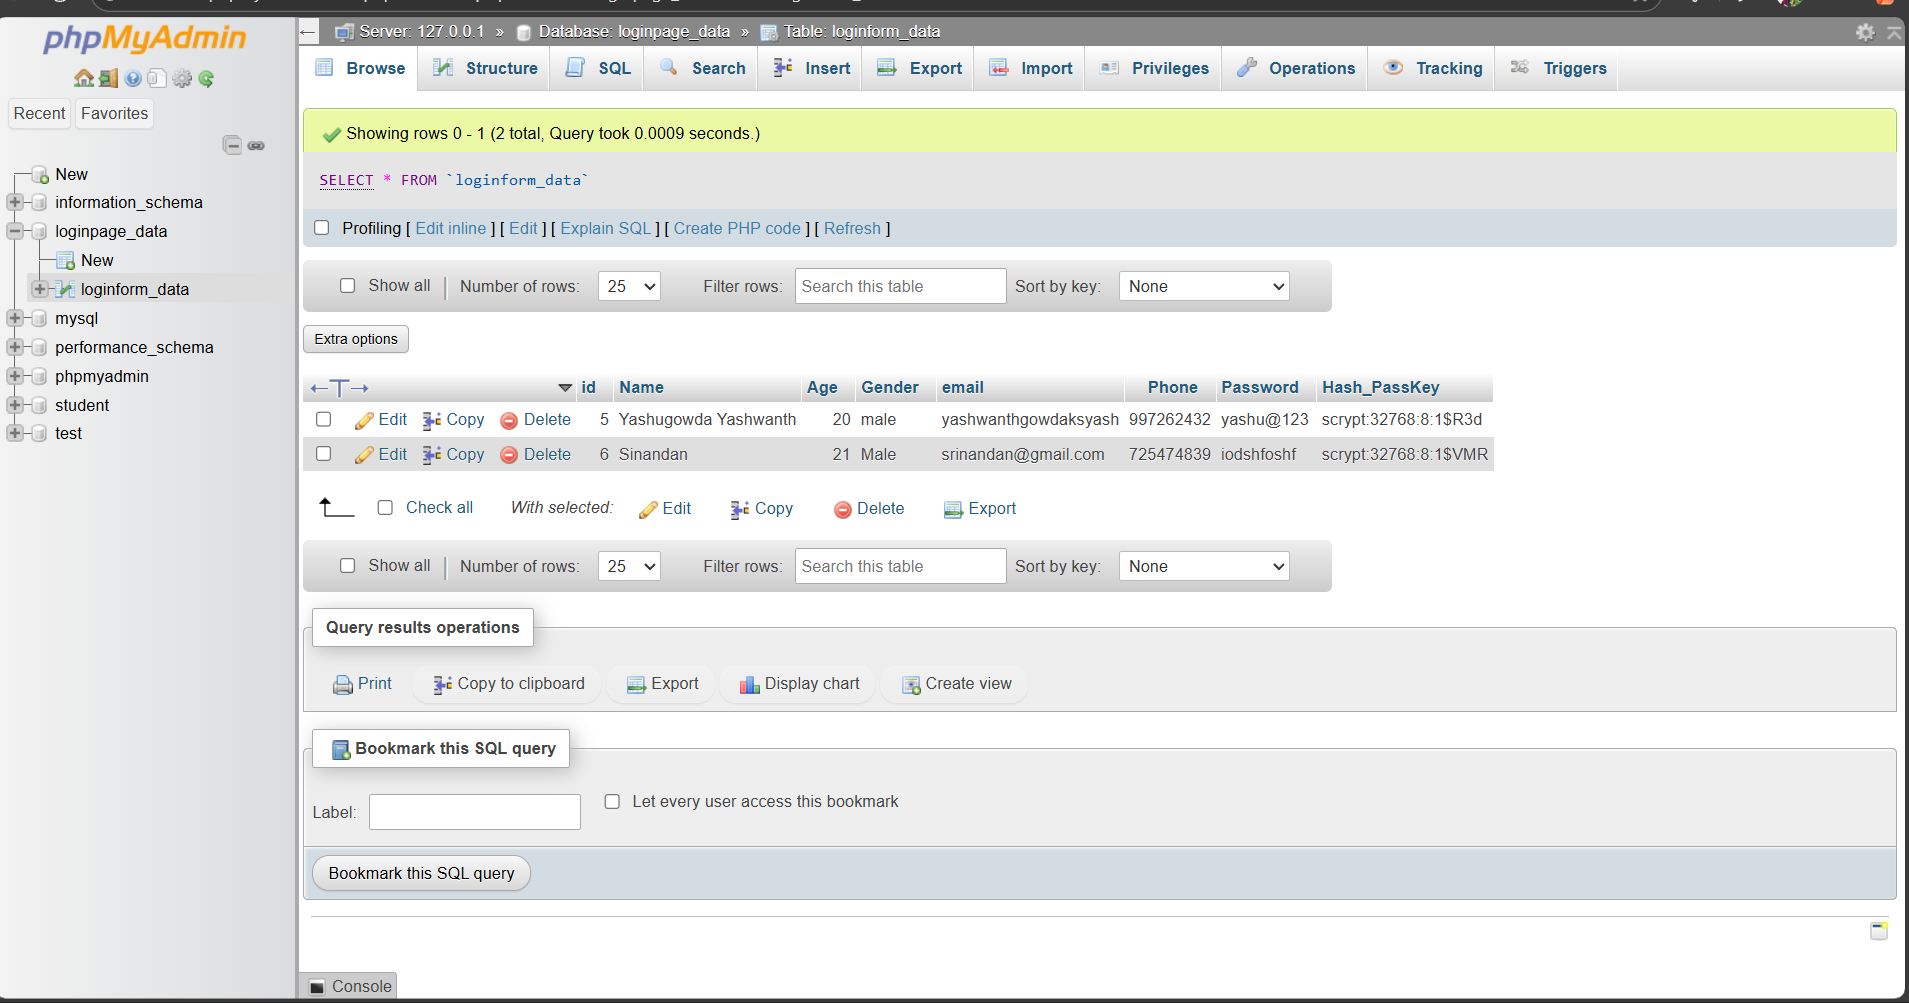 phpMyAdmin
Recent Favorites
New
information_schema
loginpage_data
New
loginform_data
mysql
performance_schema
phpmyadmin
student
test
Server: 127.0.0.1 » Database: loginpage_data » Table: loginform_data
Browse Structure SQL Search Insert Export Import Privileges Operations Tracking Triggers
Showing rows 0 - 1 (2 total, Query took 0.0009 seconds.)
SELECT * FROM `loginform_data`
Profiling [ Edit inline ] [ Edit ] [ Explain SQL ] [ Create PHP code ] [ Refresh ]
Show all Number of rows: 25 Filter rows: Search this table Sort by key: None
Extra options
←T→ id Name Age Gender email Phone Password Hash_PassKey
Edit Copy Delete 5 Yashugowda Yashwanth 20 male yashwanthgowdaksyash 997262432 yashu@123 scrypt:32768:8:1$R3d
Edit Copy Delete 6 Sinandan 21 Male srinandan@gmail.com 725474839 iodshfoshf scrypt:32768:8:1$VMR
Check all With selected: Edit Copy Delete Export
Show all Number of rows: 25 Filter rows: Search this table Sort by key: None
Query results operations
Print Copy to clipboard Export Display chart Create view
Bookmark this SQL query
Label: Let every user access this bookmark
Bookmark this SQL query
Console